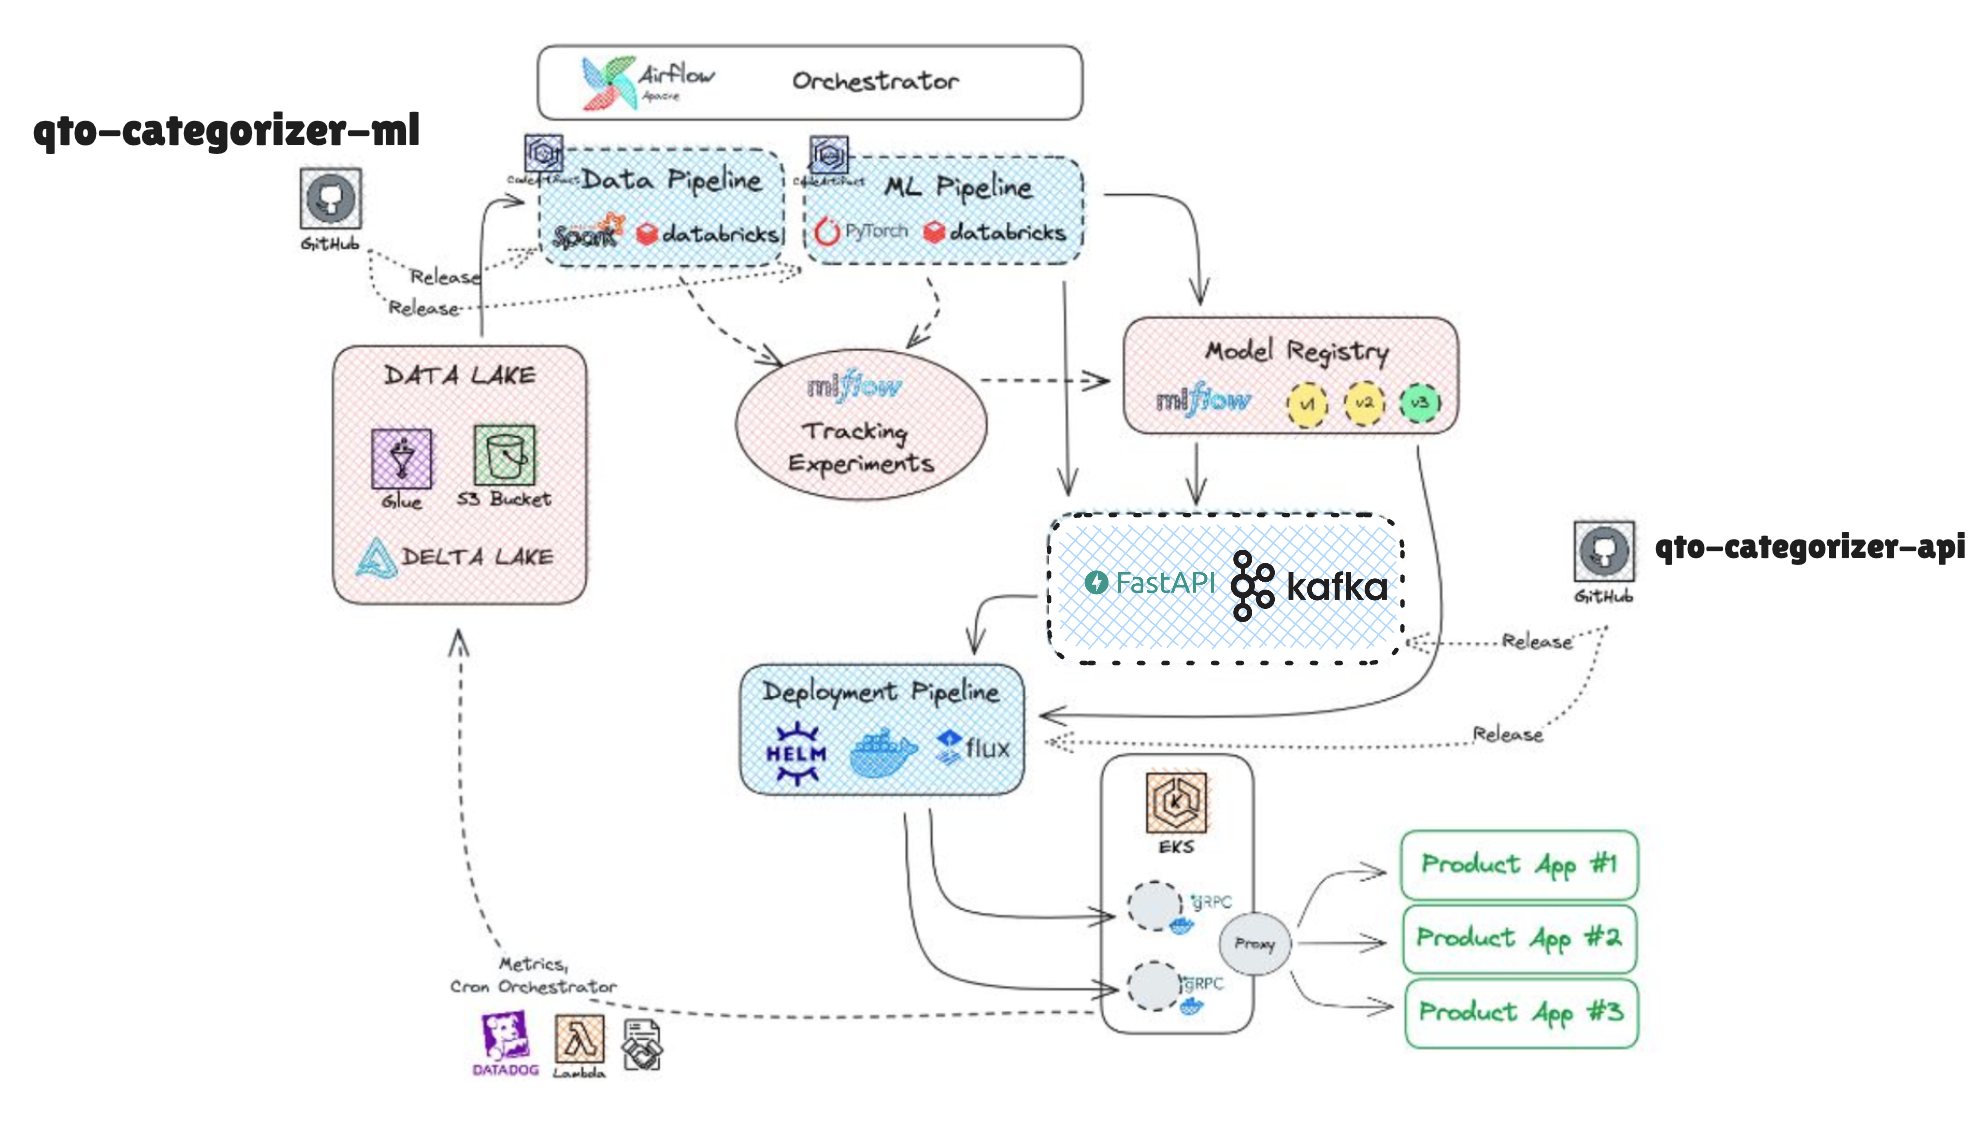 Airflow
Apache
Orchestrator
qto-categorizer-ml
GitHub
CodeArtifact
Data Pipeline
Spark
databricks
CodeArtifact
ML Pipeline
PyTorch
databricks
Release
Release
DATA LAKE
Glue
S3 Bucket
DELTA LAKE
mlflow
Tracking
Experiments
Model Registry
mlflow
v1
v2
v3
FastAPI
kafka
GitHub
qto-categorizer-api
Release
Release
Deployment Pipeline
HELM
flux
EKS
gRPC
gRPC
Proxy
Product App #1
Product App #2
Product App #3
Metrics,
Cron Orchestrator
DATADOG
Lambda